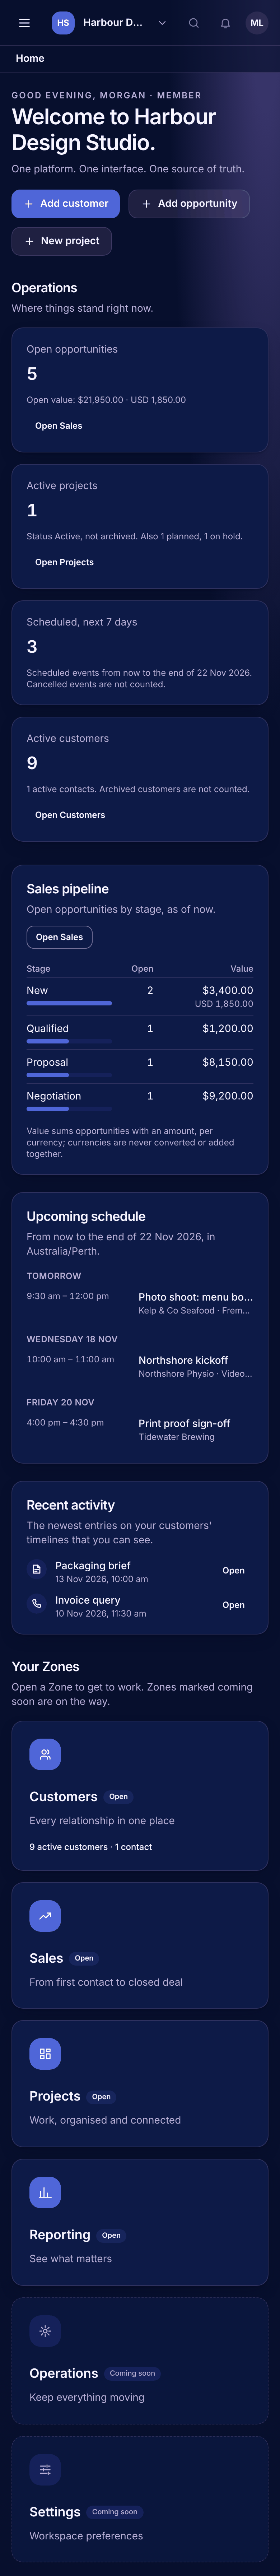 HS Harbour D... ML
Home
GOOD EVENING, MORGAN · MEMBER
Welcome to Harbour
Design Studio.
One platform. One interface. One source of truth.
+ Add customer
+ Add opportunity
+ New project
Operations
Where things stand right now.
Open opportunities
5
Open value: $21,950.00 · USD 1,850.00
Open Sales
Active projects
1
Status Active, not archived. Also 1 planned, 1 on hold.
Open Projects
Scheduled, next 7 days
3
Scheduled events from now to the end of 22 Nov 2026.
Cancelled events are not counted.
Active customers
9
1 active contacts. Archived customers are not counted.
Open Customers
Sales pipeline
Open opportunities by stage, as of now.
Open Sales
Stage Open Value
New 2 $3,400.00
USD 1,850.00
Qualified 1 $1,200.00
Proposal 1 $8,150.00
Negotiation 1 $9,200.00
Value sums opportunities with an amount, per
currency; currencies are never converted or added
together.
Upcoming schedule
From now to the end of 22 Nov 2026, in
Australia/Perth.
TOMORROW
9:30 am – 12:00 pm Photo shoot: menu bo...
Kelp & Co Seafood · Frem...
WEDNESDAY 18 NOV
10:00 am – 11:00 am Northshore kickoff
Northshore Physio · Video...
FRIDAY 20 NOV
4:00 pm – 4:30 pm Print proof sign-off
Tidewater Brewing
Recent activity
The newest entries on your customers'
timelines that you can see.
Packaging brief Open
13 Nov 2026, 10:00 am
Invoice query Open
10 Nov 2026, 11:30 am
Your Zones
Open a Zone to get to work. Zones marked coming
soon are on the way.
Customers Open
Every relationship in one place
9 active customers · 1 contact
Sales Open
From first contact to closed deal
Projects Open
Work, organised and connected
Reporting Open
See what matters
Operations Coming soon
Keep everything moving
Settings Coming soon
Workspace preferences